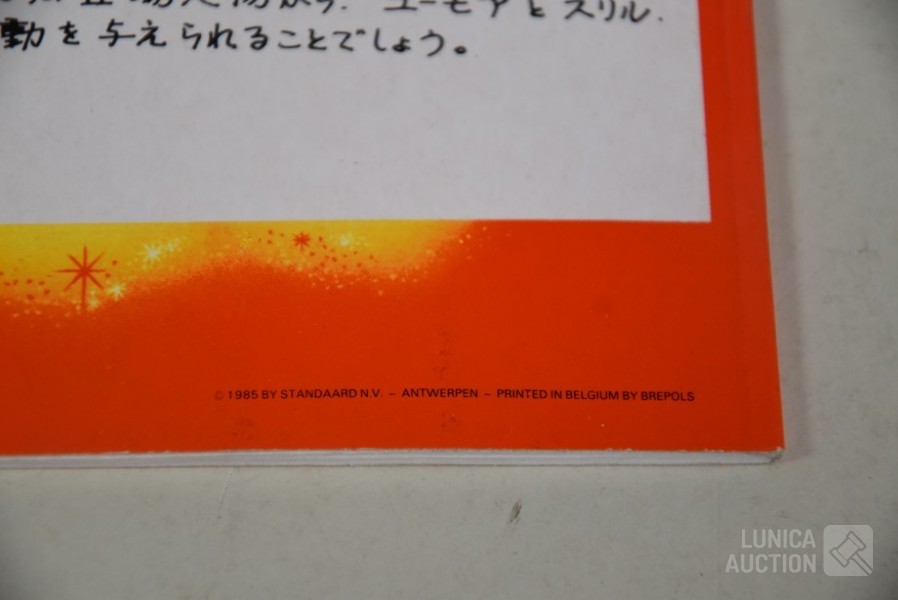 ユーモアとスリル.
動を与えられることでしょう。
© 1985 BY STANDAARD N.V. – ANTWERPEN – PRINTED IN BELGIUM BY BREPOLS
LUNICA
AUCTION